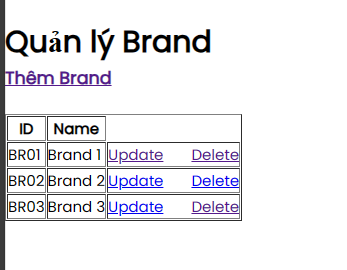 Quản lý Brand
Thêm Brand
ID Name
BR01 Brand 1 Update Delete
BR02 Brand 2 Update Delete
BR03 Brand 3 Update Delete